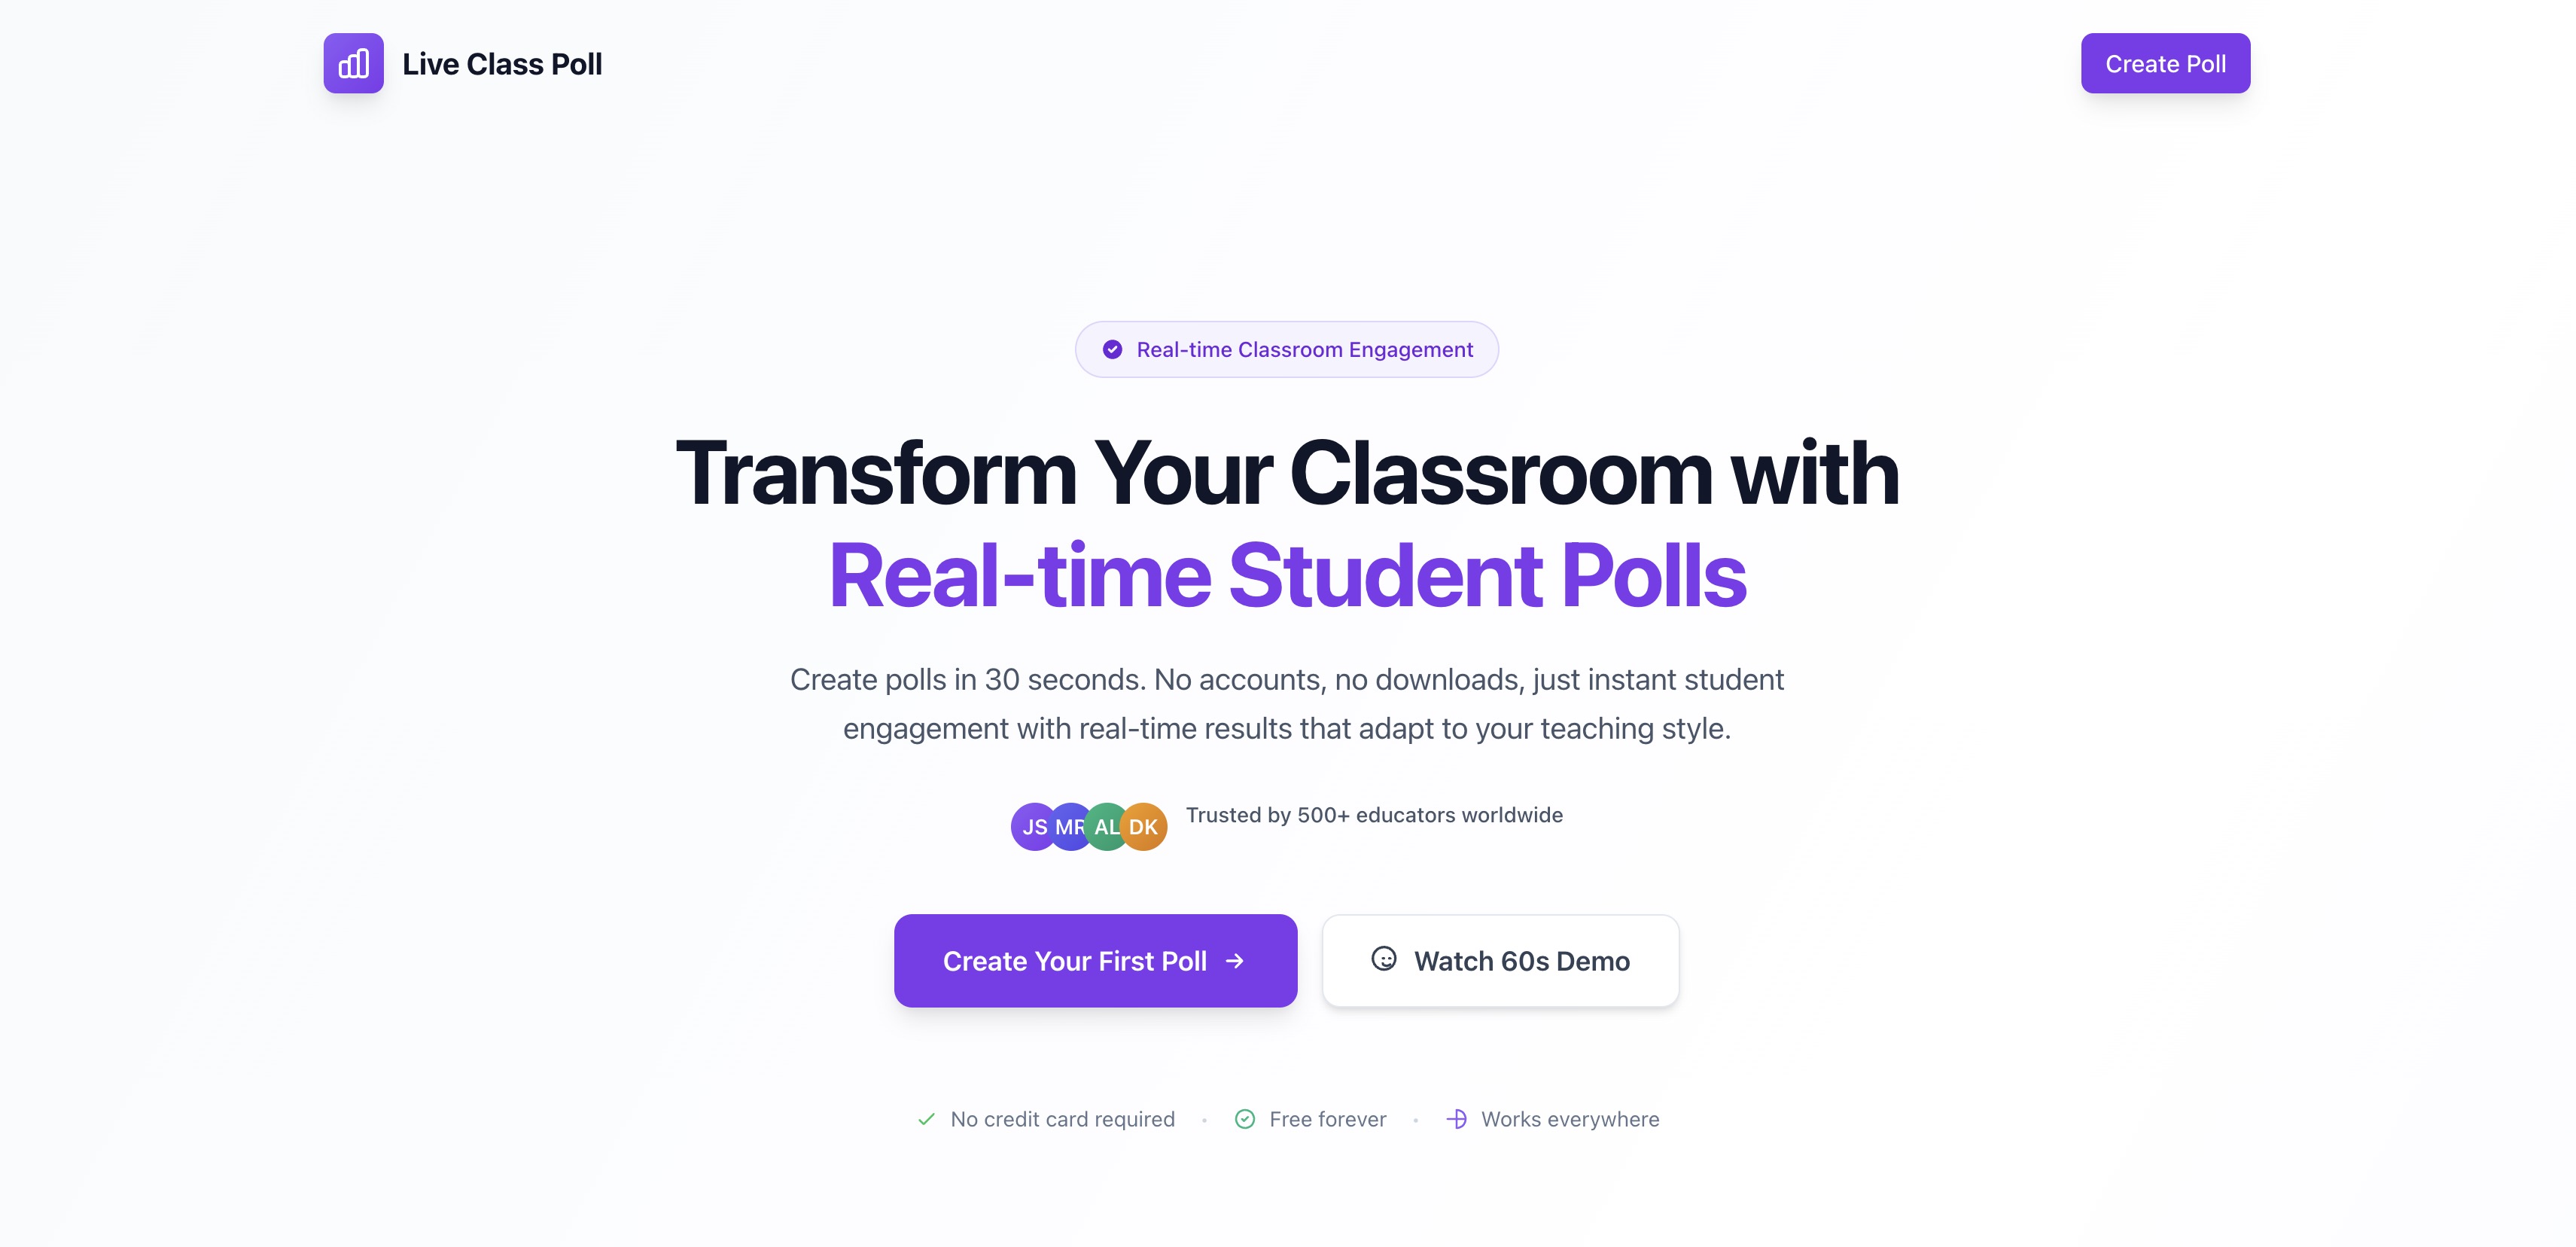 Live Class Poll
Create Poll
Real-time Classroom Engagement
Transform Your Classroom with
Real-time Student Polls
Create polls in 30 seconds. No accounts, no downloads, just instant student
engagement with real-time results that adapt to your teaching style.
JS MR AL DK Trusted by 500+ educators worldwide
Create Your First Poll →
Watch 60s Demo
No credit card required • Free forever • Works everywhere